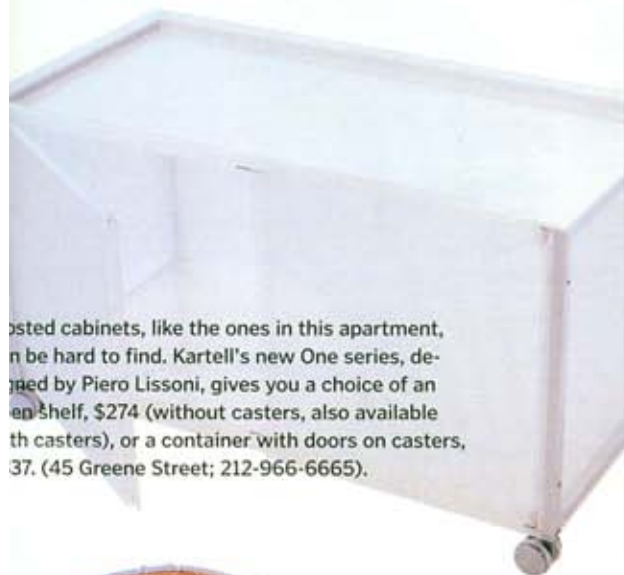 osted cabinets, like the ones in this apartment,
n be hard to find. Kartell's new One series, de-
gned by Piero Lissoni, gives you a choice of an
en shelf, $274 (without casters, also available
th casters), or a container with doors on casters,
37. (45 Greene Street; 212-966-6665).